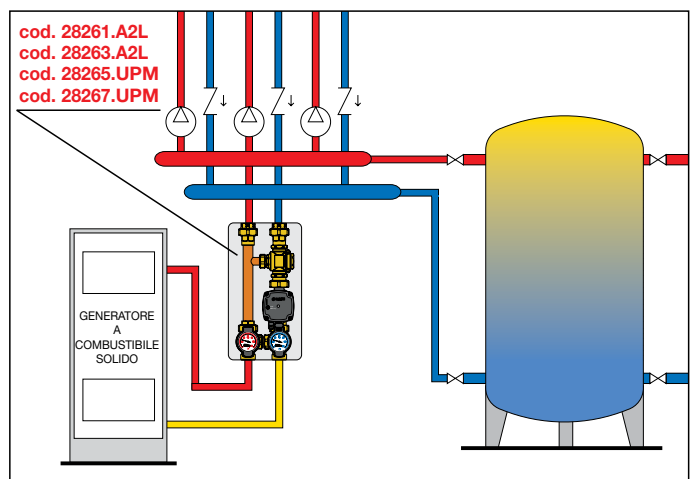 cod. 28261.A2L
cod. 28263.A2L
cod. 28265.UPM
cod. 28267.UPM
GENERATORE
A
COMBUSTIBILE
SOLIDO